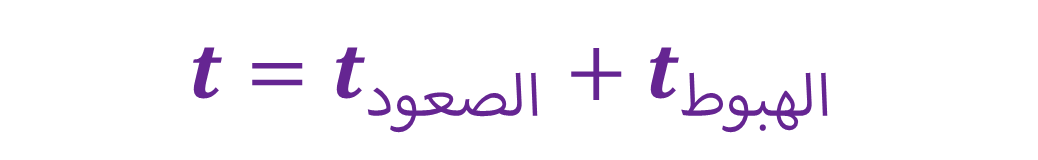 t = t الصعود + t الهبوط